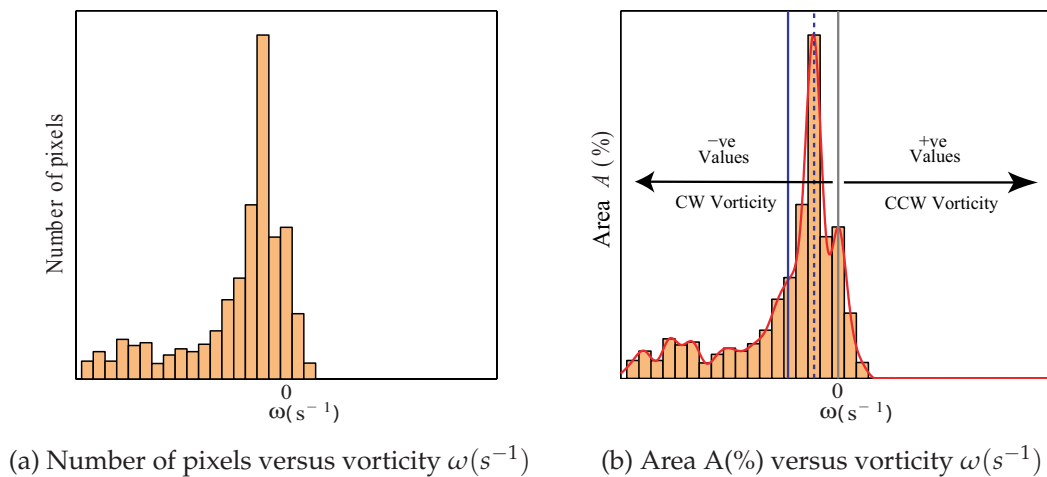 Number of pixels
0
ω(s⁻¹)
Area A (%)
−ve
Values
+ve
Values
CW Vorticity
CCW Vorticity
0
ω(s⁻¹)
(a) Number of pixels versus vorticity ω(s⁻¹)
(b) Area A(%) versus vorticity ω(s⁻¹)